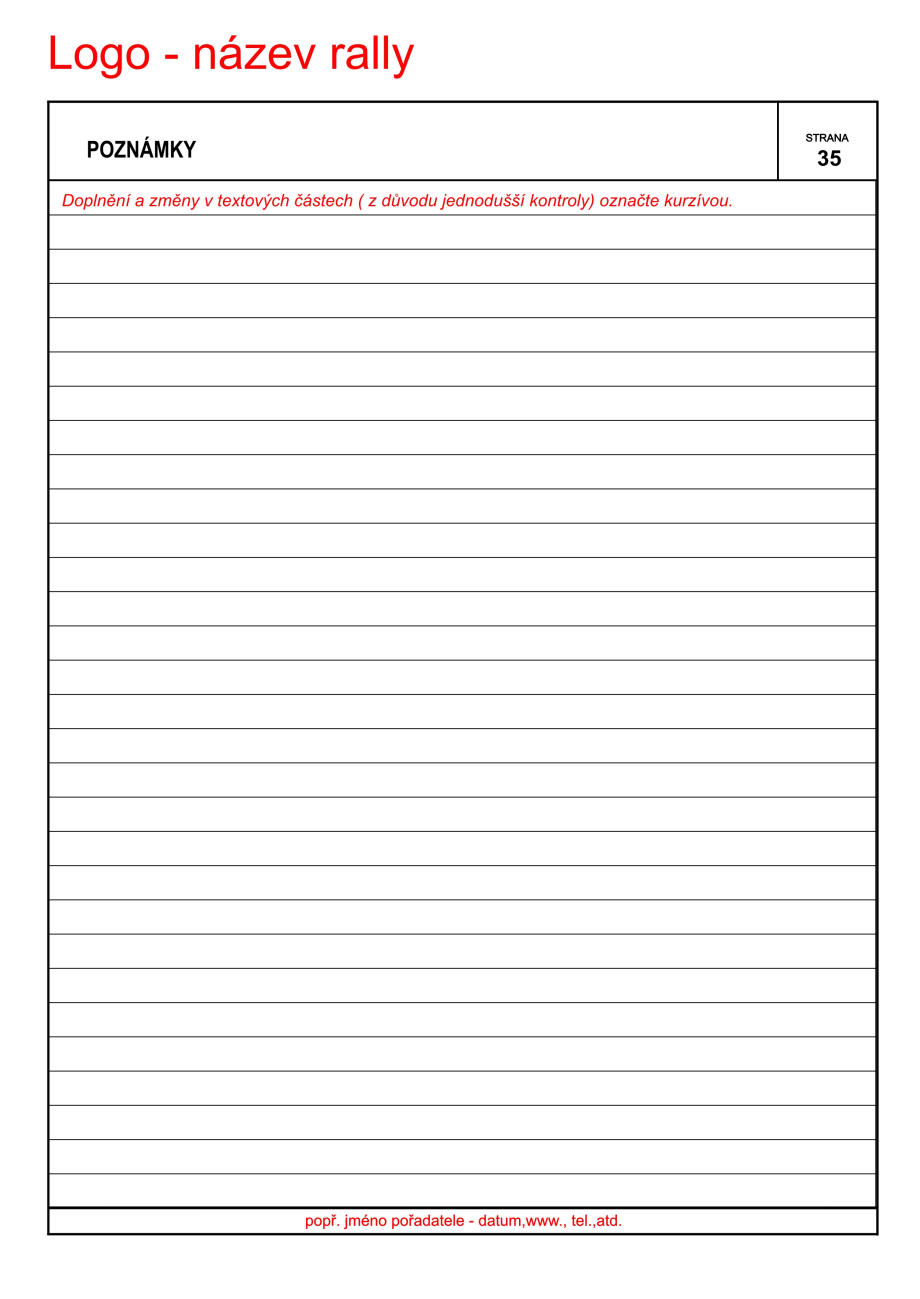 Logo - název rally
POZNÁMKY
STRANA
35
Doplnění a změny v textových částech ( z důvodu jednodušší kontroly) označte kurzívou.
popř. jméno pořadatele - datum,www., tel.,atd.